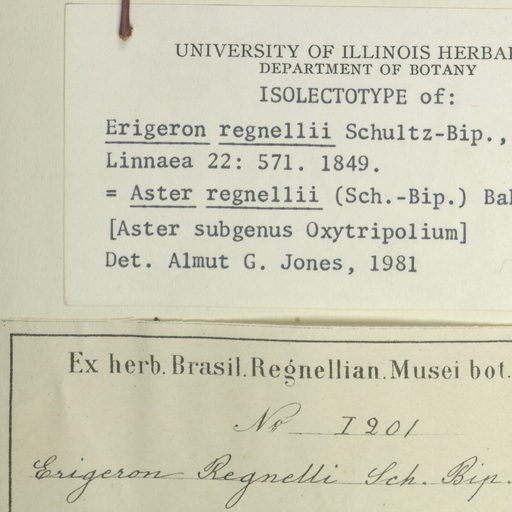 UNIVERSITY OF ILLINOIS
DEPARTMENT OF BOTANY
ISOLECTOTYPE of:
Erigeron regnellii Schultz-Bip.,
Linnaea 22: 571. 1849.
= Aster regnellii (Sch.-Bip.)
[Aster subgenus Oxytripolium]
Det. Almut G. Jones, 1981
Ex herb. Brasil. Regnellian. Musei bot.
No I 201
Erigeron Regnelli Sch. Bip.